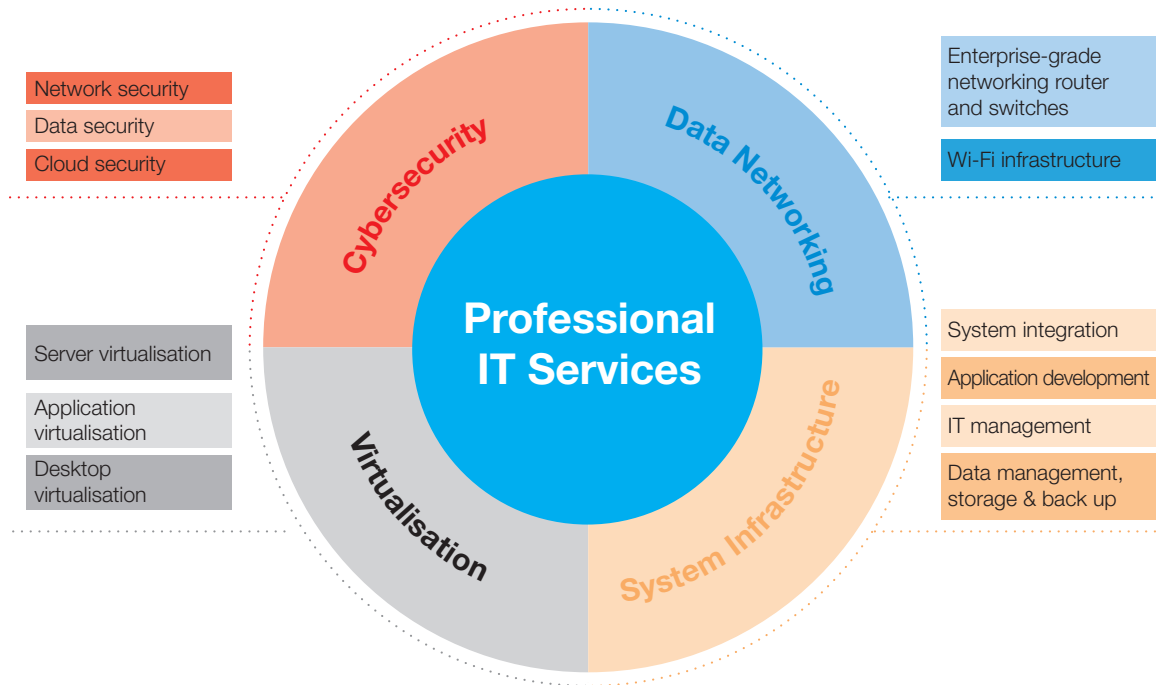 Network security
Data security
Cloud security
Cybersecurity
Data Networking
Enterprise-grade
networking router
and switches
Wi-Fi infrastructure
Professional
IT Services
Server virtualisation
Application
virtualisation
Desktop
virtualisation
Virtualisation
System Infrastructure
System integration
Application development
IT management
Data management,
storage & back up